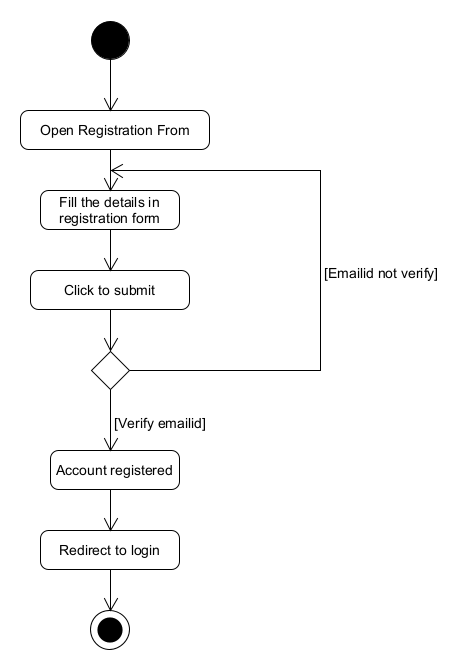 Open Registration From
Fill the details in
registration form
Click to submit
[Emailid not verify]
[Verify emailid]
Account registered
Redirect to login